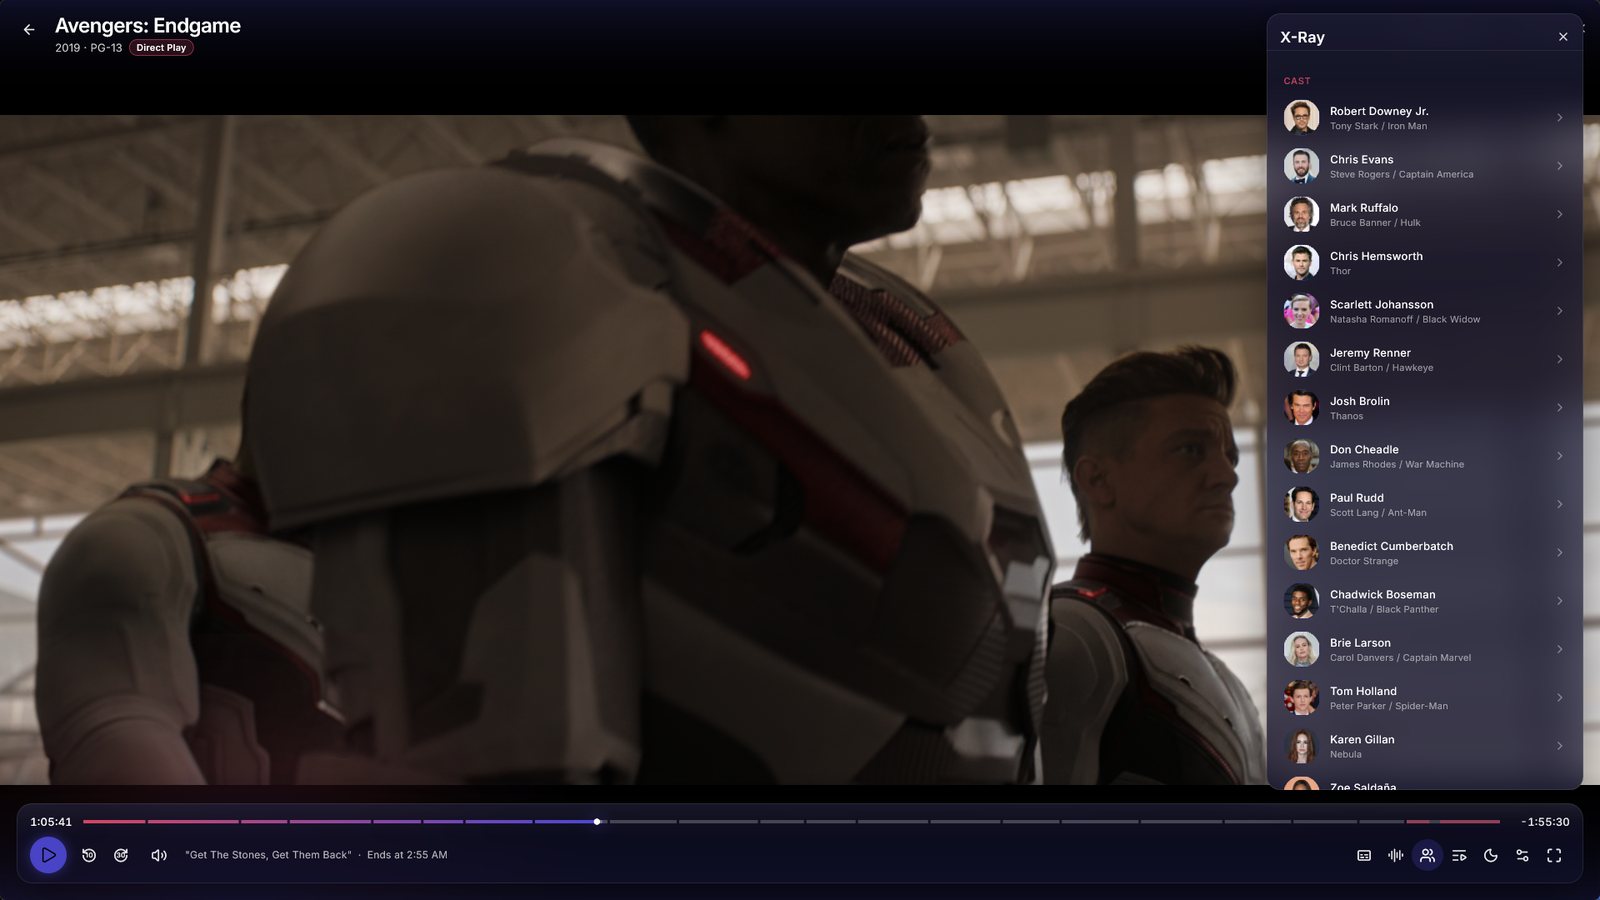 Avengers: Endgame
2019 · PG-13 Direct Play
X-Ray
CAST
Robert Downey Jr.
Tony Stark / Iron Man
Chris Evans
Steve Rogers / Captain America
Mark Ruffalo
Bruce Banner / Hulk
Chris Hemsworth
Thor
Scarlett Johansson
Natasha Romanoff / Black Widow
Jeremy Renner
Clint Barton / Hawkeye
Josh Brolin
Thanos
Don Cheadle
James Rhodes / War Machine
Paul Rudd
Scott Lang / Ant-Man
Benedict Cumberbatch
Doctor Strange
Chadwick Boseman
T'Challa / Black Panther
Brie Larson
Carol Danvers / Captain Marvel
Tom Holland
Peter Parker / Spider-Man
Karen Gillan
Nebula
Zoe Saldaña
1:05:41
-1:55:30
10
30
"Get The Stones, Get Them Back" · Ends at 2:55 AM